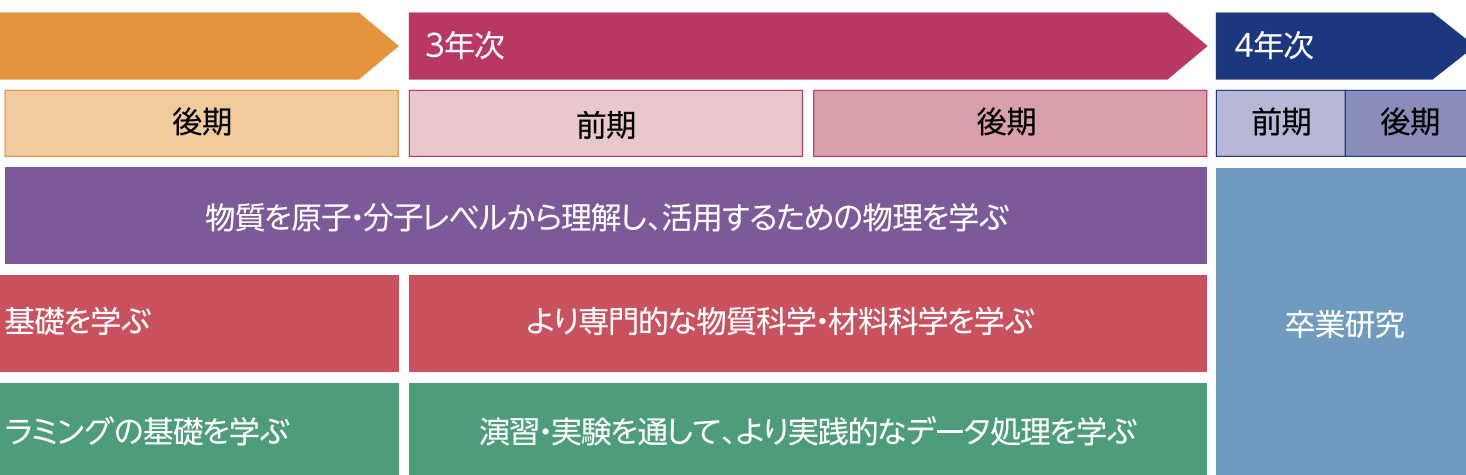 3年次
4年次
後期
前期
後期
前期
後期
物質を原子・分子レベルから理解し、活用するための物理を学ぶ
基礎を学ぶ
より専門的な物質科学・材料科学を学ぶ
卒業研究
ラミングの基礎を学ぶ
演習・実験を通して、より実践的なデータ処理を学ぶ